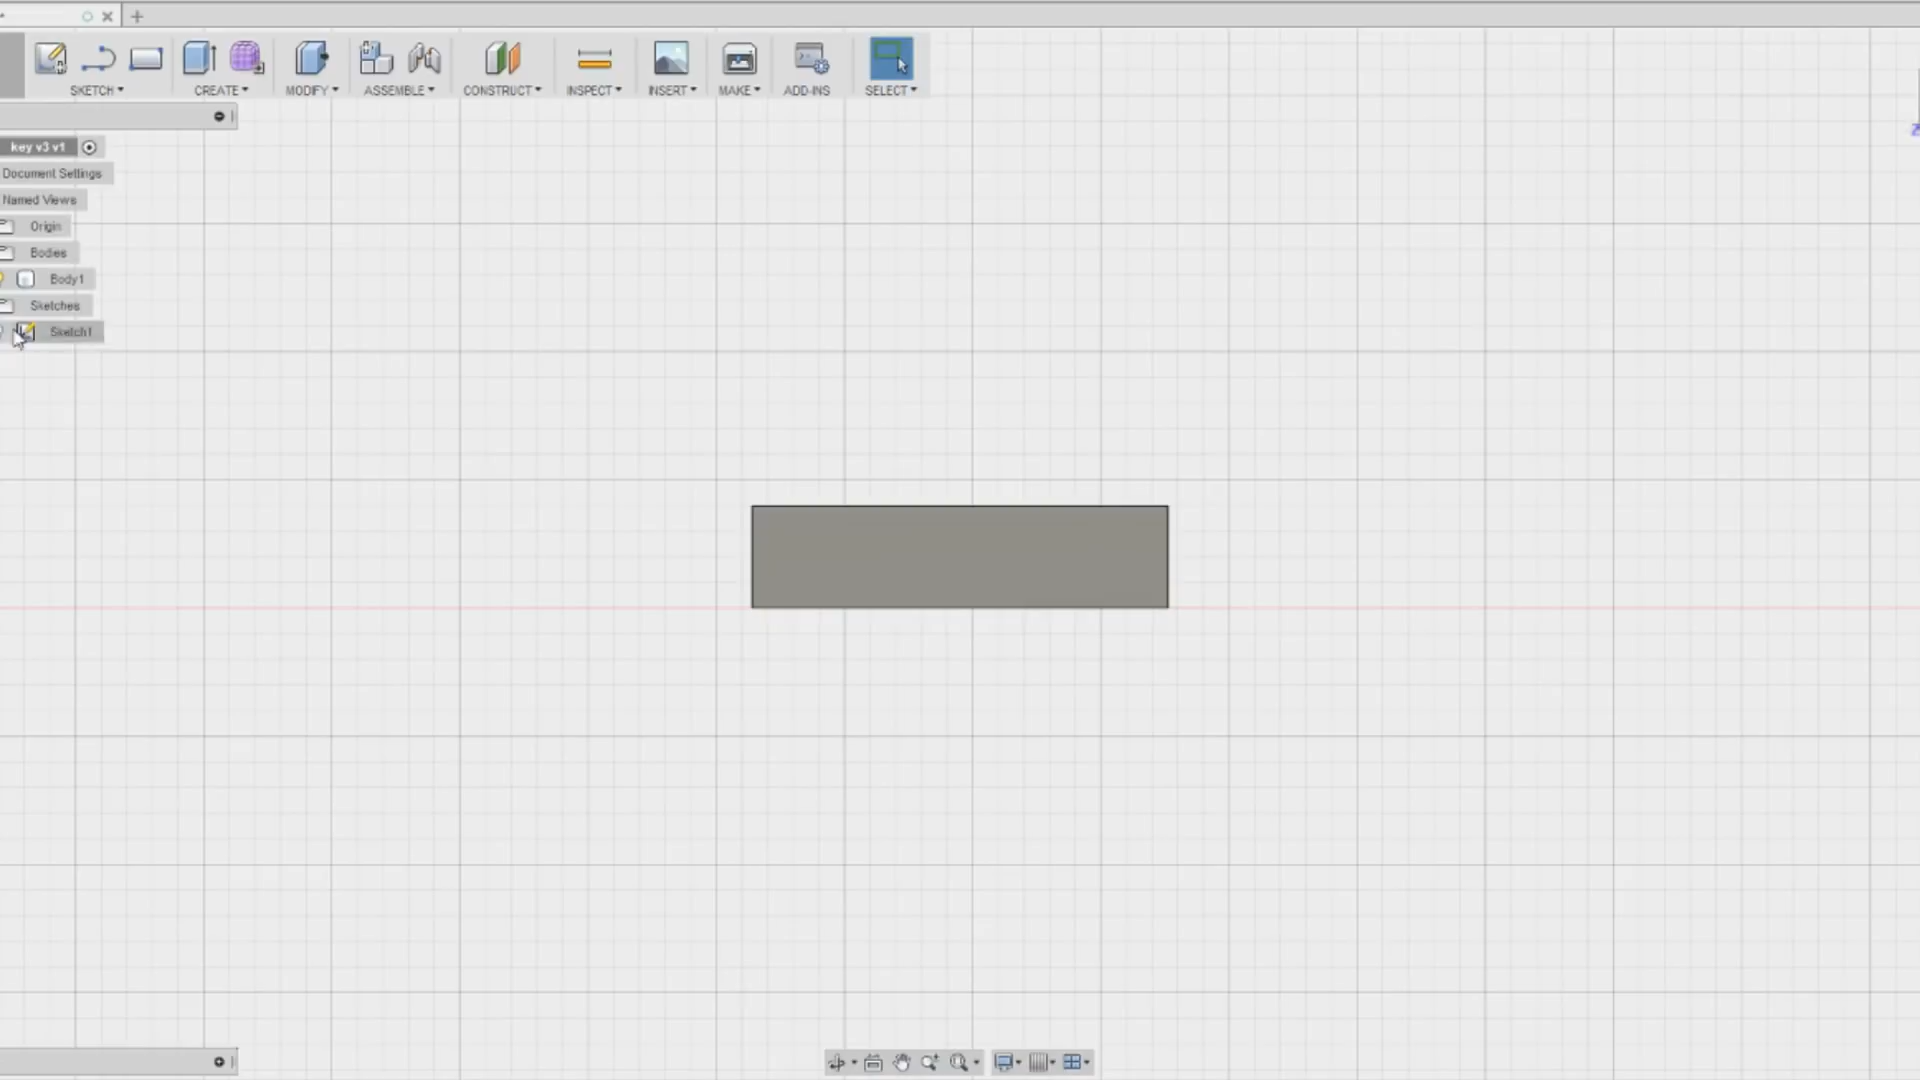 SKETCH CREATE MODIFY ASSEMBLE CONSTRUCT INSPECT INSERT MAKE ADD-INS SELECT
key v3 v1
Document Settings
Named Views
Origin
Bodies
Body1
Sketches
Sketch1